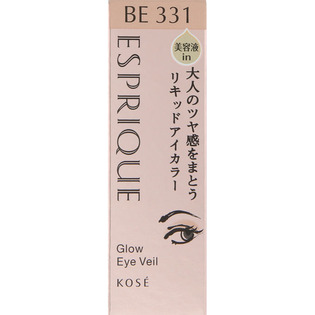 BE 331
ESPRIQUE
美容液
in
大人のツヤ感をまとう
リキッドアイカラー
Glow
Eye Veil
KOSÉ